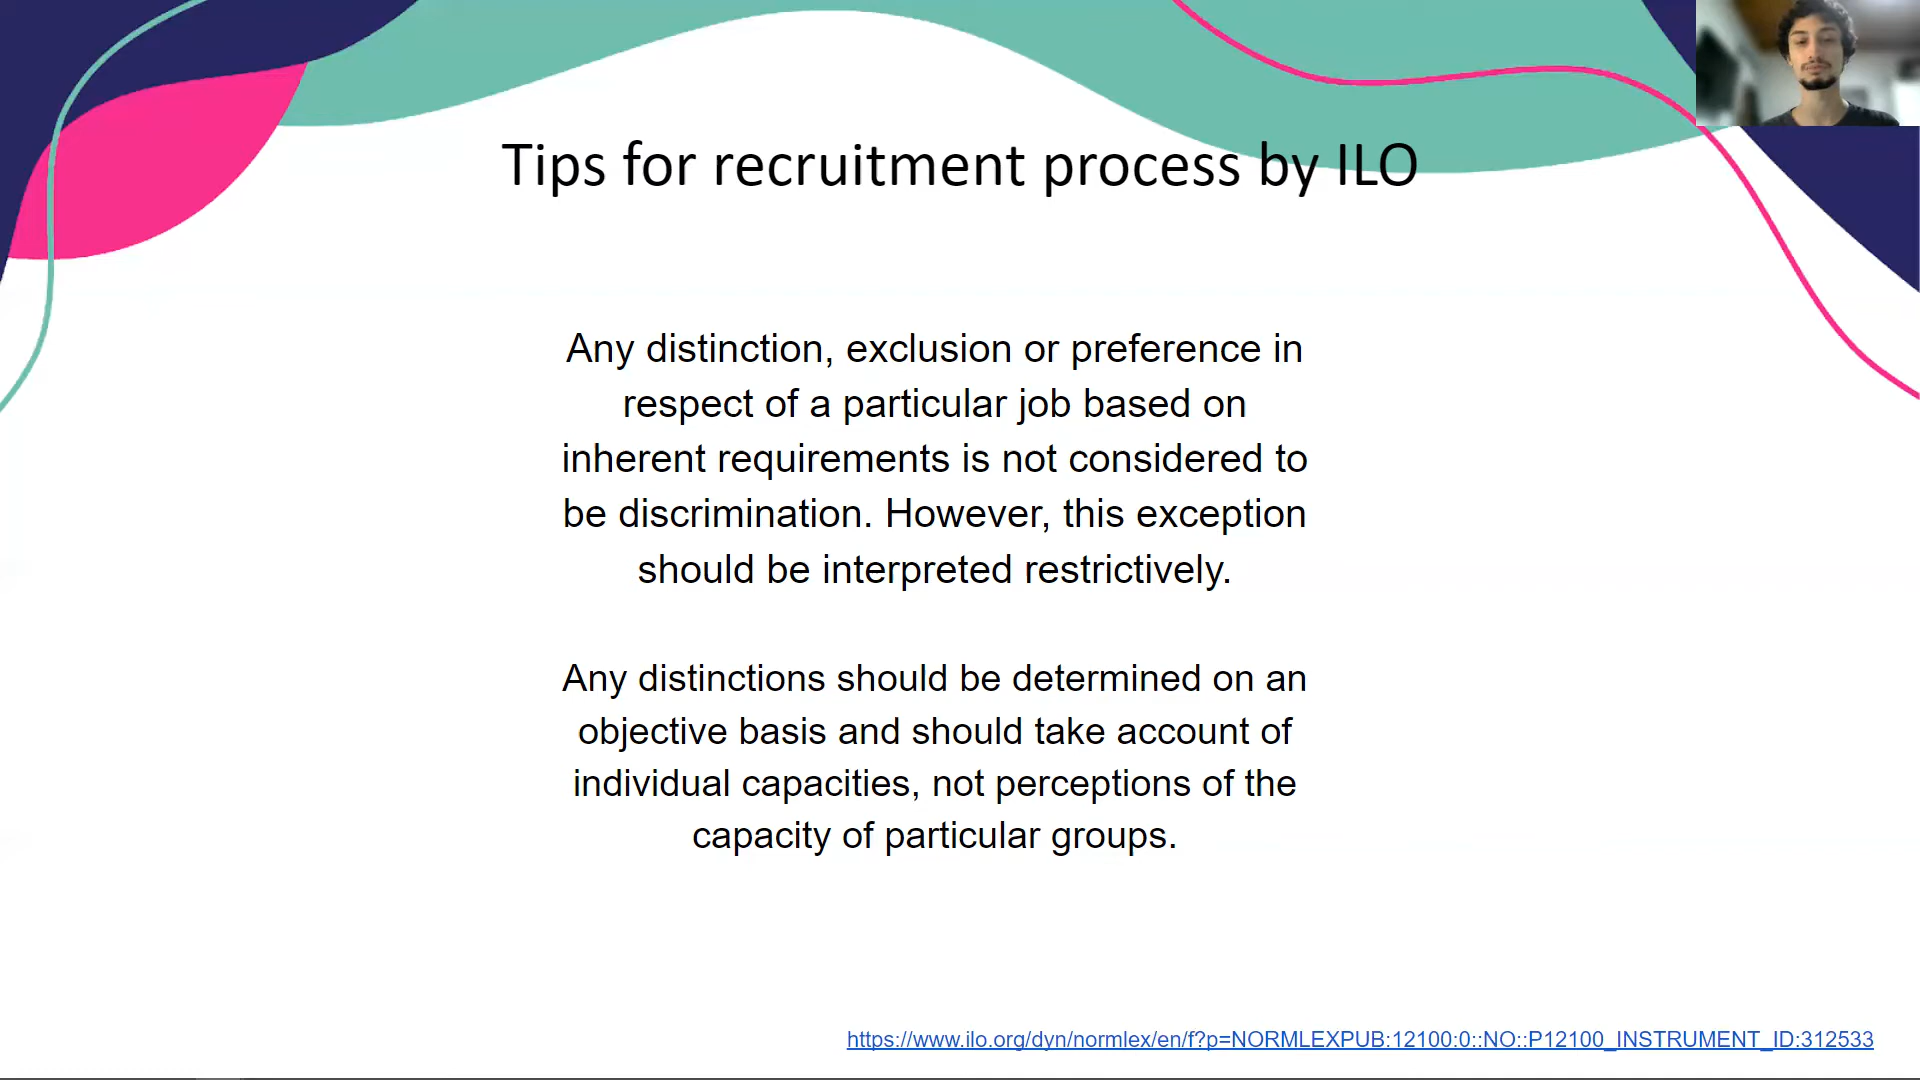 Tips for recruitment process by ILO
Any distinction, exclusion or preference in
respect of a particular job based on
inherent requirements is not considered to
be discrimination. However, this exception
should be interpreted restrictively.
Any distinctions should be determined on an
objective basis and should take account of
individual capacities, not perceptions of the
capacity of particular groups.
https://www.ilo.org/dyn/normlex/en/f?p=NORMLEXPUB:12100:0::NO::P12100_INSTRUMENT_ID:312533